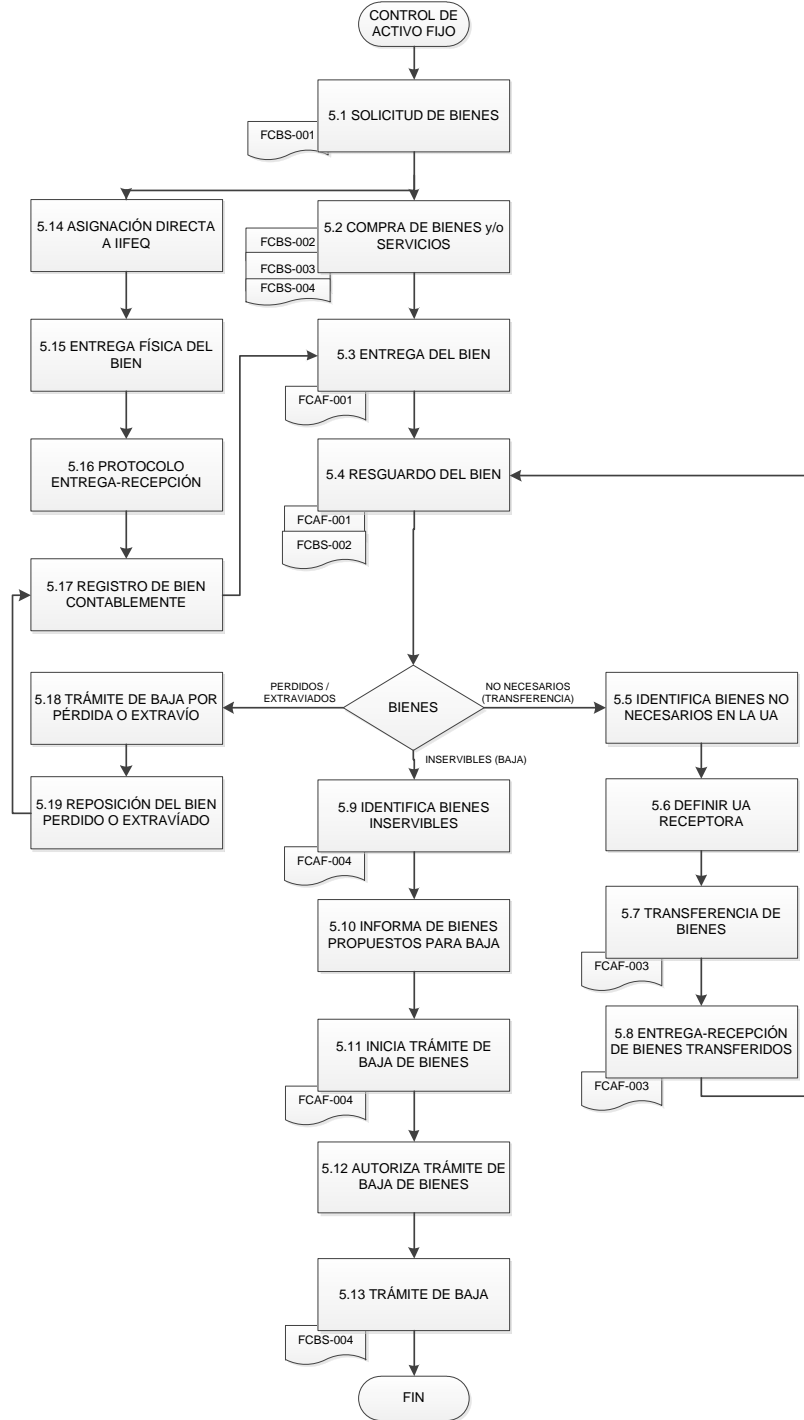 CONTROL DE
ACTIVO FIJO
5.1 SOLICITUD DE BIENES
FCBS-001
5.14 ASIGNACIÓN DIRECTA
A IIFEQ
5.2 COMPRA DE BIENES y/o
SERVICIOS
FCBS-002
FCBS-003
FCBS-004
5.15 ENTREGA FÍSICA DEL
BIEN
5.3 ENTREGA DEL BIEN
FCAF-001
5.16 PROTOCOLO
ENTREGA-RECEPCIÓN
5.4 RESGUARDO DEL BIEN
FCAF-001
FCBS-002
5.17 REGISTRO DE BIEN
CONTABLEMENTE
PERDIDOS /
EXTRAVIADOS
BIENES
NO NECESARIOS
(TRANSFERENCIA)
INSERVIBLES (BAJA)
5.18 TRÁMITE DE BAJA POR
PÉRDIDA O EXTRAVÍO
5.5 IDENTIFICA BIENES NO
NECESARIOS EN LA UA
5.19 REPOSICIÓN DEL BIEN
PERDIDO O EXTRAVÍADO
5.9 IDENTIFICA BIENES
INSERVIBLES
FCAF-004
5.6 DEFINIR UA
RECEPTORA
5.10 INFORMA DE BIENES
PROPUESTOS PARA BAJA
5.7 TRANSFERENCIA DE
BIENES
FCAF-003
5.11 INICIA TRÁMITE DE
BAJA DE BIENES
FCAF-004
5.8 ENTREGA-RECEPCIÓN
DE BIENES TRANSFERIDOS
FCAF-003
5.12 AUTORIZA TRÁMITE DE
BAJA DE BIENES
5.13 TRÁMITE DE BAJA
FCBS-004
FIN